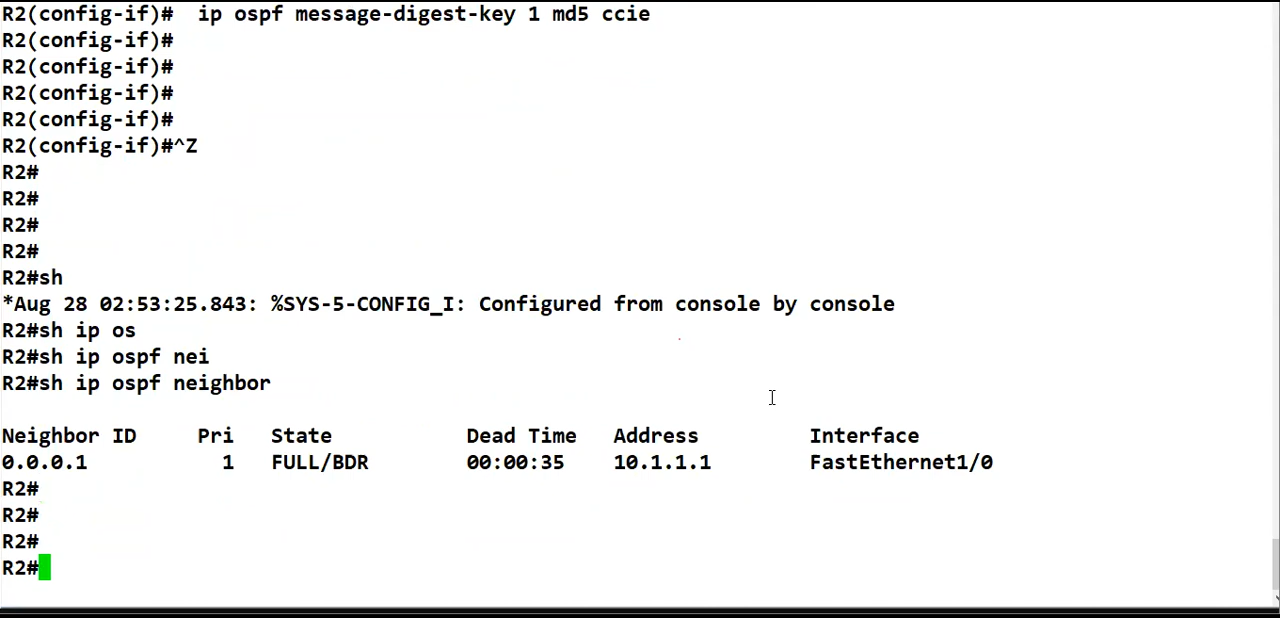 R2(config-if)#  ip ospf message-digest-key 1 md5 ccie
R2(config-if)#
R2(config-if)#
R2(config-if)#
R2(config-if)#
R2(config-if)#^Z
R2#
R2#
R2#
R2#
R2#sh
*Aug 28 02:53:25.843: %SYS-5-CONFIG_I: Configured from console by console
R2#sh ip os
R2#sh ip ospf nei
R2#sh ip ospf neighbor
Neighbor ID     Pri   State           Dead Time   Address         Interface
0.0.0.1           1   FULL/BDR        00:00:35    10.1.1.1        FastEthernet1/0
R2#
R2#
R2#
R2#